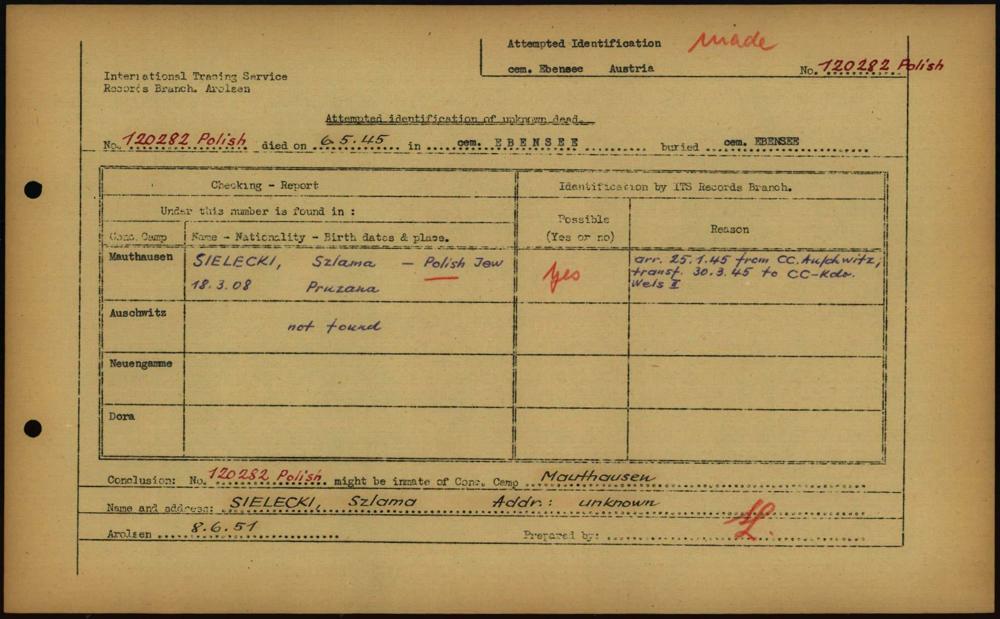 Attempted Identification made
cem. Ebensee Austria No. 120282 Polish
International Tracing Service
Records Branch. Arolsen
Attempted identification of unknown dead.
No. 120282 Polish died on 6.5.45 in cem. EBENSEE buried cem. EBENSEE
Checking - Report
Identification by ITS Records Branch.
Under this number is found in :
Possible
(Yes or no)
Reason
Conc. Camp Name - Nationality - Birth dates & place.
Mauthausen SIELECKI, Szlama - Polish Jew
18.3.08 Pruzana
yes
arr. 25.1.45 from CC. Auschwitz;
transf. 30.3.45 to CC-Kdo.
Wels II
Auschwitz
not found
Neuengamme
Dora
Conclusion: No. 120282 Polish. might be inmate of Conc. Camp Mauthausen
Name and address: SIELECKI, Szlama Addr.: unknown
Arolsen 8.6.51 Prepared by: